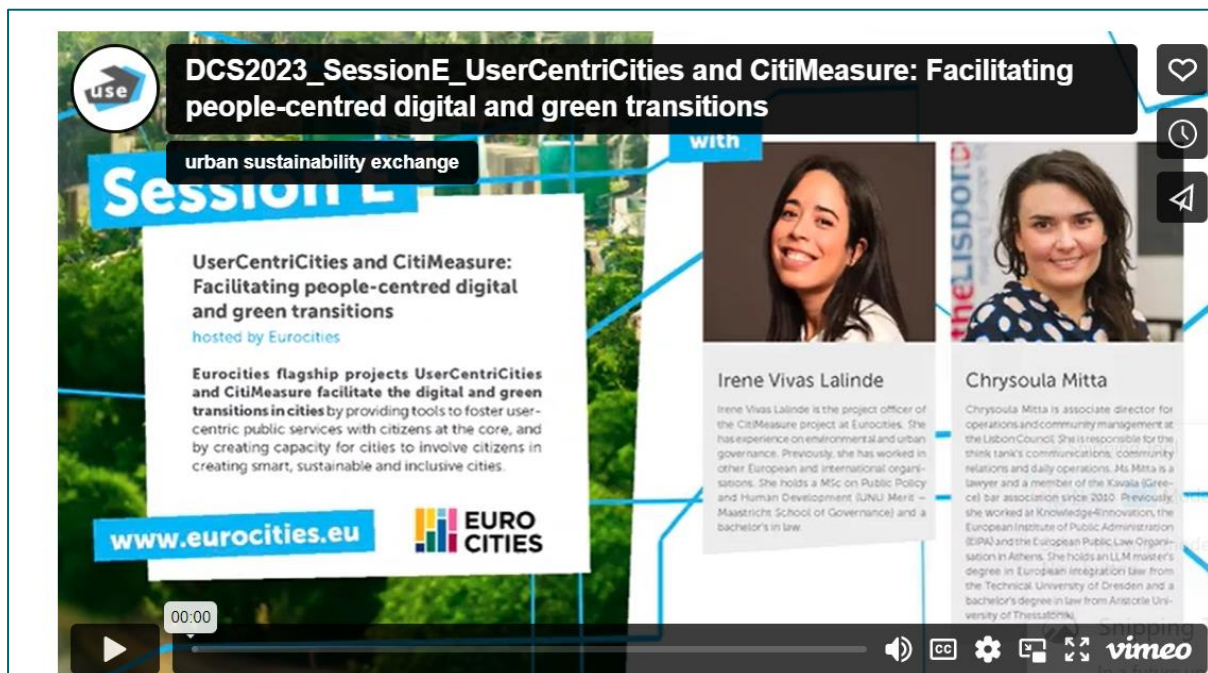 use
DCS2023_SessionE_UserCentriCities and CitiMeasure: Facilitating
people-centred digital and green transitions
urban sustainability exchange
Session E
with
UserCentriCities and CitiMeasure:
Facilitating people-centred digital
and green transitions
hosted by Eurocities
Eurocities flagship projects UserCentriCities
and CitiMeasure facilitate the digital and green
transitions in cities by providing tools to foster user-
centric public services with citizens at the core, and
by creating capacity for cities to involve citizens in
creating smart, sustainable and inclusive cities.
www.eurocities.eu
EURO
CITIES
theLISBON
Irene Vivas Lalinde
Irene Vivas Lalinde is the project officer of
the CitiMeasure project at Eurocities. She
has experience on environmental and urban
governance. Previously, she has worked in
other European and international organi-
sations. She holds a MSc on Public Policy
and Human Development (UNU Merit –
Maastricht School of Governance) and a
bachelor's in law.
Chrysoula Mitta
Chrysoula Mitta is associate director for
operations and community management at
the Lisbon Council. She is responsible for the
think tank's communications, community
relations and daily operations. Ms Mitta is a
lawyer and a member of the Kavala (Gree-
ce) bar association since 2010. Previously,
she worked at Knowledge4Innovation, the
European Institute of Public Administration
(EIPA) and the European Public Law Organi-
sation in Athens. She holds an LLM master's
degree in European integration law from
the Technical University of Dresden and a
bachelor's degree in law from Aristotle Uni-
versity of Thessaloniki.
00:00
CC
vimeo
Snipping